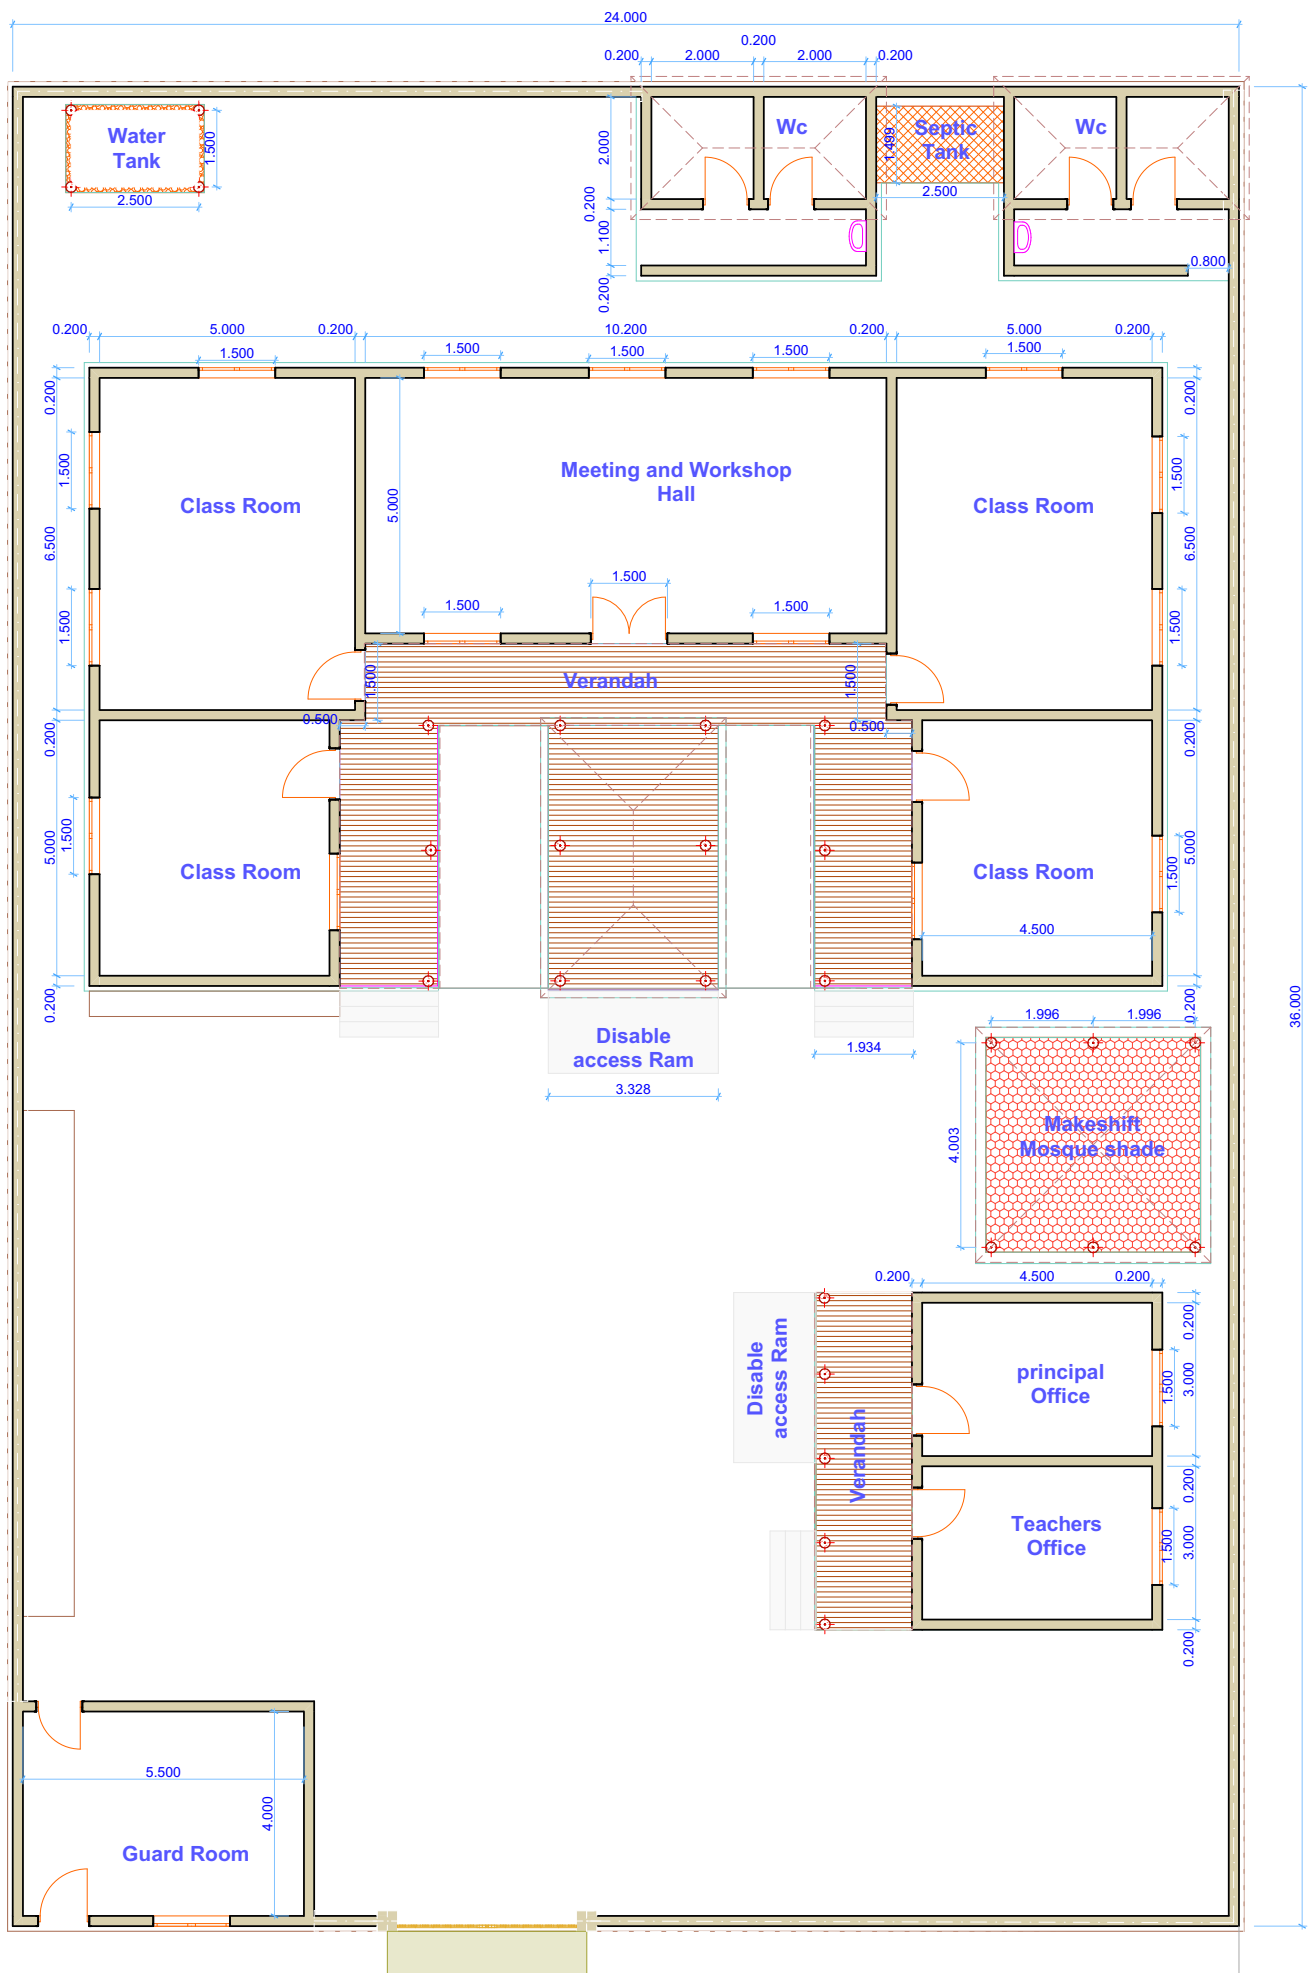 24.000
0.200
0.200 2.000 2.000 0.200
Water
Tank
1.500
2.500
Wc
Septic
Tank
Wc
2.000
1.499
2.500
0.200
1.100
0.200
0.800
0.200 5.000 0.200 10.200 0.200 5.000 0.200
1.500 1.500 1.500 1.500 1.500
0.200
0.200
1.500
Class Room
5.000
Meeting and Workshop
Hall
Class Room
1.500
6.500
6.500
1.500
1.500
1.500
1.500
1.500
1.500
Verandah
1.500
0.590
0.500
0.200
0.200
5.000
1.500
Class Room
Class Room
1.500
5.000
4.500
0.200
0.200
36.000
Disable
access Ram
3.328
1.934
1.996 1.996
4.003
Makeshift
Mosque shade
0.200 4.500 0.200
Disable
access Ram
Verandah
principal
Office
0.200
1.500
3.000
0.200
Teachers
Office
1.500
3.000
0.200
5.500
4.000
Guard Room